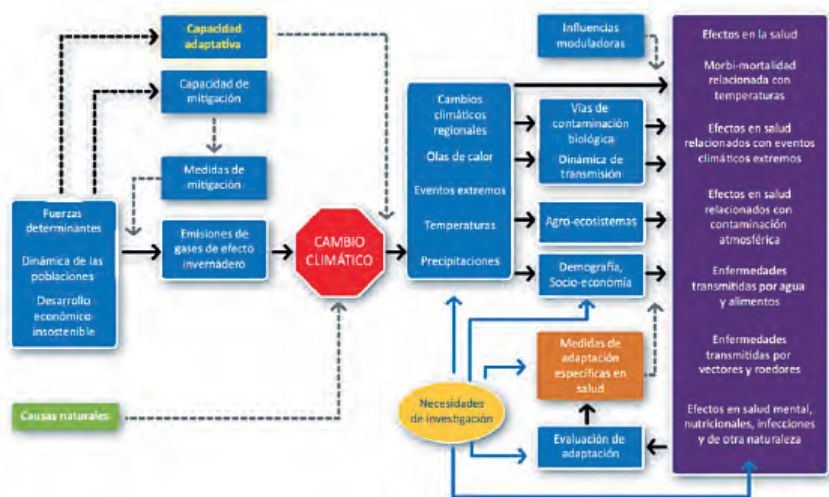 Capacidad
adaptativa
Capacidad de
mitigación
Medidas de
mitigación
Fuerzas
determinantes
Dinámica de las
poblaciones
Desarrollo
económico
insostenible
Emisiones de
gases de efecto
invernadero
Causas naturales
CAMBIO
CLIMÁTICO
Cambios
climáticos
regionales
Olas de calor
Eventos extremos
Temperaturas
Precipitaciones
Influencias
moduladoras
Vías de
contaminación
biológica
Dinámica de
transmisión
Agro-ecosistemas
Demografía,
Socio-economía
Medidas de
adaptación
específicas en
salud
Necesidades
de investigación
Evaluación de
adaptación
Efectos en la salud
Morbi-mortalidad
relacionada con
temperaturas
Efectos en salud
relacionados con eventos
climáticos extremos
Efectos en salud
relacionados con
contaminación
atmosférica
Enfermedades
transmitidas por agua
y alimentos
Enfermedades
transmitidas por
vectores y roedores
Efectos en salud mental,
nutricionales, infecciones
y de otra naturaleza